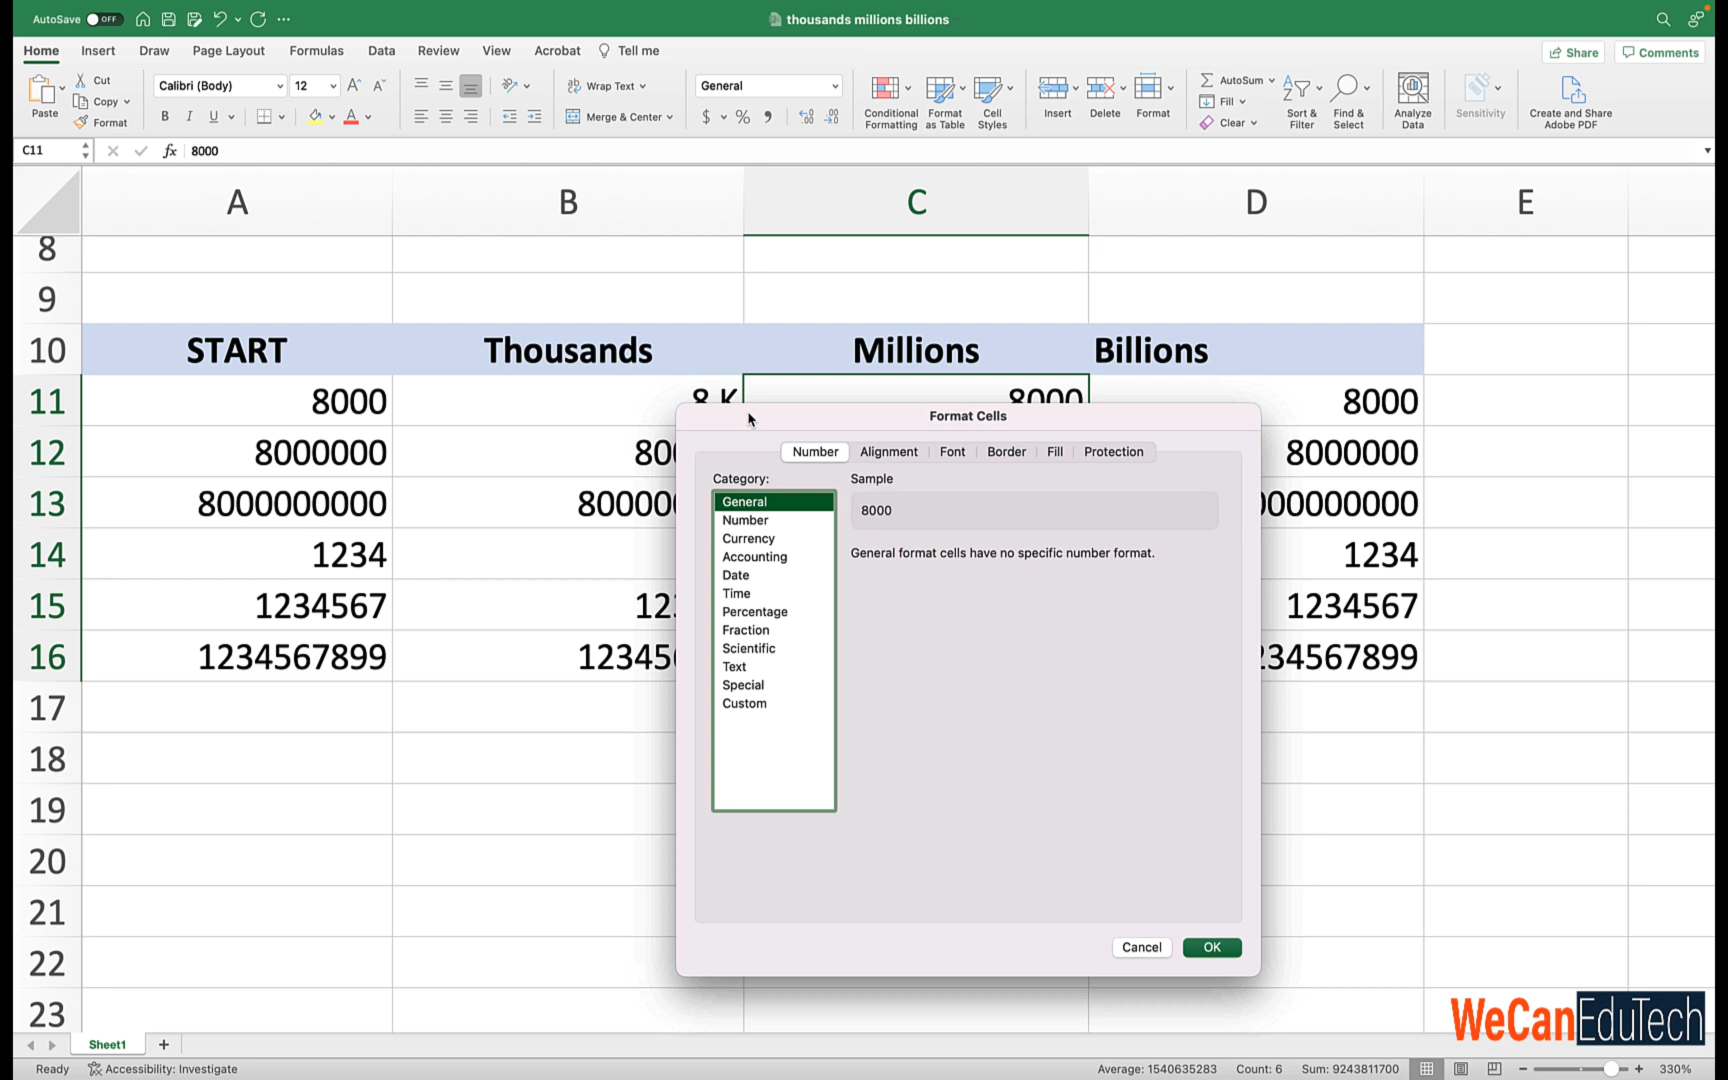 AutoSave OFF
thousands millions billions
Home Insert Draw Page Layout Formulas Data Review View Acrobat Tell me
Share Comments
Paste
Cut
Copy
Format
Calibri (Body) 12
B I U
Wrap Text
Merge & Center
General
$ %
Conditional Formatting
Format as Table
Cell Styles
Insert
Delete
Format
AutoSum
Fill
Clear
Sort & Filter
Find & Select
Analyze Data
Sensitivity
Create and Share Adobe PDF
C11 fx 8000
A B C D E
8
9
10 START Thousands Millions Billions
11 8000 8 K 8000 8000
12 8000000 8000000
13 8000000000
14 1234 1234
15 1234567 1234567
16 1234567899
17
18
19
20
21
22
23
Format Cells
Number Alignment Font Border Fill Protection
Category:
General
Number
Currency
Accounting
Date
Time
Percentage
Fraction
Scientific
Text
Special
Custom
Sample
8000
General format cells have no specific number format.
Cancel OK
WeCanEduTech
Sheet1 +
Ready Accessibility: Investigate
Average: 1540635283 Count: 6 Sum: 9243811700 330%